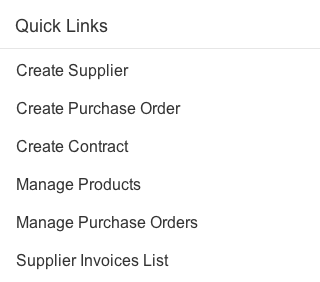 Quick Links
Create Supplier
Create Purchase Order
Create Contract
Manage Products
Manage Purchase Orders
Supplier Invoices List